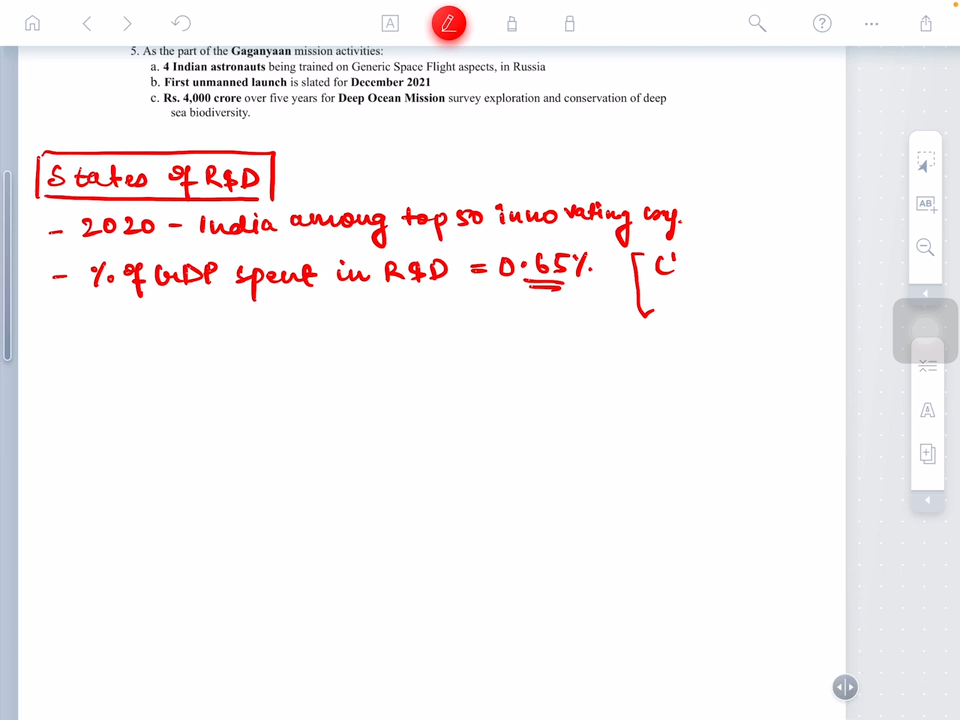 5. As the part of the Gaganyaan mission activities:
a. 4 Indian astronauts being trained on Generic Space Flight aspects, in Russia
b. First unmanned launch is slated for December 2021
c. Rs. 4,000 crore over five years for Deep Ocean Mission survey exploration and conservation of deep
sea biodiversity.
States of R&D
- 2020 - India among top 50 innovating
- % of GDP spent in R&D = 0.65% [ C
A
AB
A